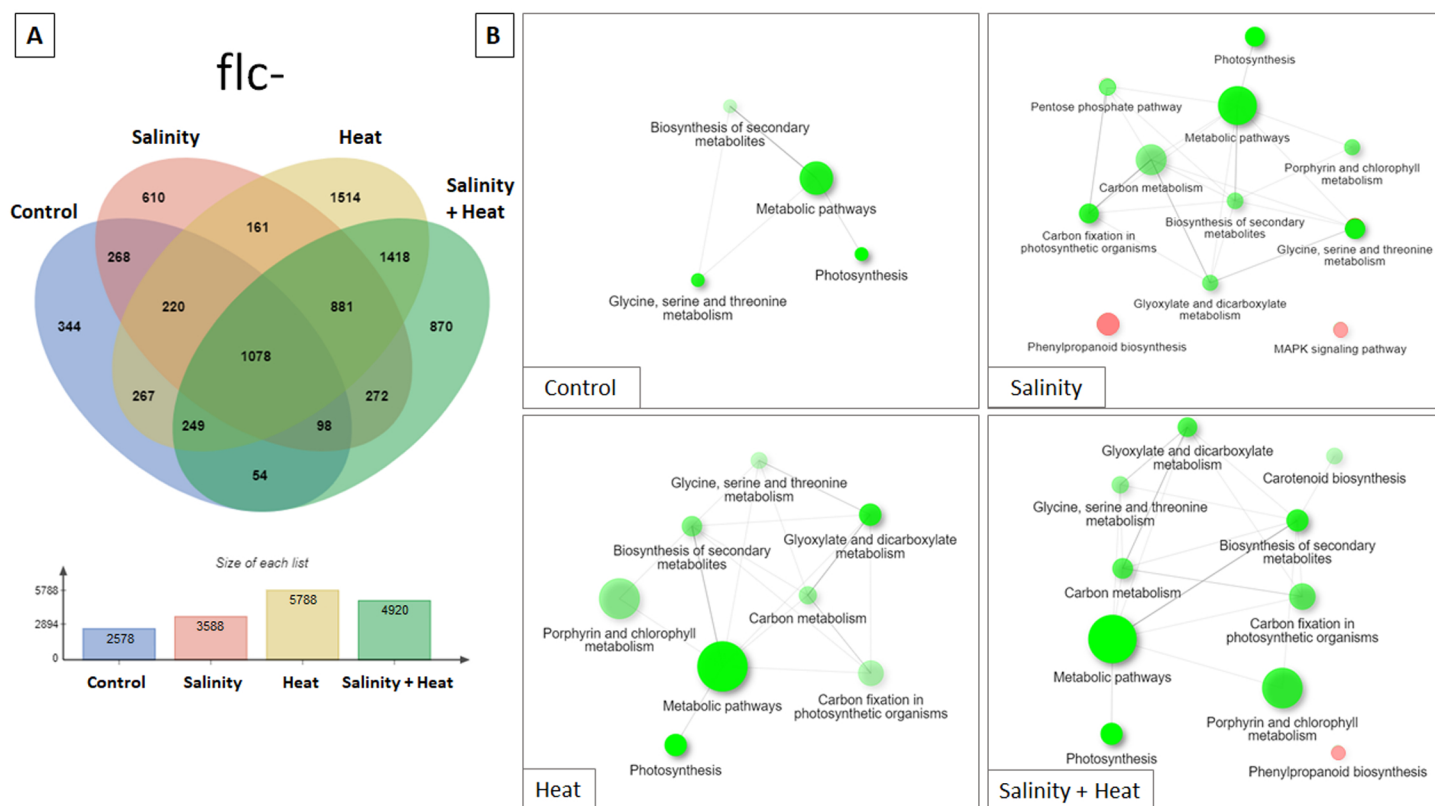 A
flc-
Salinity
Heat
Control
Salinity
+ Heat
610
1514
268
161
1418
344
220
881
870
1078
267
272
249
98
54
Size of each list
5788
2894
0
2578
3588
5788
4920
Control
Salinity
Heat
Salinity + Heat
B
Biosynthesis of secondary
metabolites
Metabolic pathways
Photosynthesis
Glycine, serine and threonine
metabolism
Control
Photosynthesis
Pentose phosphate pathway
Metabolic pathways
Porphyrin and chlorophyll
metabolism
Carbon metabolism
Biosynthesis of secondary
metabolites
Carbon fixation in
photosynthetic organisms
Glycine, serine and threonine
metabolism
Glyoxylate and dicarboxylate
metabolism
Phenylpropanoid biosynthesis
MAPK signaling pathway
Salinity
Glycine, serine and threonine
metabolism
Biosynthesis of secondary
metabolites
Glyoxylate and dicarboxylate
metabolism
Carbon metabolism
Porphyrin and chlorophyll
metabolism
Metabolic pathways
Carbon fixation in
photosynthetic organisms
Photosynthesis
Heat
Glyoxylate and dicarboxylate
metabolism
Carotenoid biosynthesis
Glycine, serine and threonine
metabolism
Biosynthesis of secondary
metabolites
Carbon metabolism
Carbon fixation in
photosynthetic organisms
Metabolic pathways
Porphyrin and chlorophyll
metabolism
Photosynthesis
Phenylpropanoid biosynthesis
Salinity + Heat